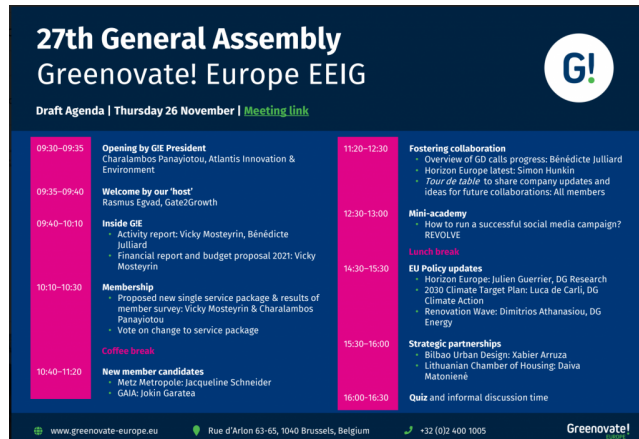 27th General Assembly
Greenovate! Europe EEIG
G!
Draft Agenda | Thursday 26 November | Meeting link
09:30–09:35
Opening by G!E President
Charalambos Panayiotou, Atlantis Innovation &
Environment
09:35–09:40
Welcome by our ‘host’
Rasmus Egvad, Gate2Growth
09:40–10:10
Inside G!E
• Activity report: Vicky Mosteyrin, Bénédicte
Julliard
• Financial report and budget proposal 2021: Vicky
Mosteyrin
10:10–10:30
Membership
• Proposed new single service package & results of
member survey: Vicky Mosteyrin & Charalambos
Panayiotou
• Vote on change to service package
Coffee break
10:40–11:20
New member candidates
• Metz Metropole: Jacqueline Schneider
• GAIA: Jokin Garatea
11:20–12:30
Fostering collaboration
• Overview of GD calls progress: Bénédicte Julliard
• Horizon Europe latest: Simon Hunkin
• Tour de table to share company updates and
ideas for future collaborations: All members
12:30-13:00
Mini-academy
• How to run a successful social media campaign?
REVOLVE
Lunch break
14:30–15:30
EU Policy updates
• Horizon Europe: Julien Guerrier, DG Research
• 2030 Climate Target Plan: Luca de Carli, DG
Climate Action
• Renovation Wave: Dimitrios Athanasiou, DG
Energy
15:30–16:00
Strategic partnerships
• Bilbao Urban Design: Xabier Arruza
• Lithuanian Chamber of Housing: Daiva
Matonienė
16:00-16:30
Quiz and informal discussion time
www.greenovate-europe.eu
Rue d’Arlon 63-65, 1040 Brussels, Belgium
+32 (0)2 400 1005
Greenovate!
EUROPE